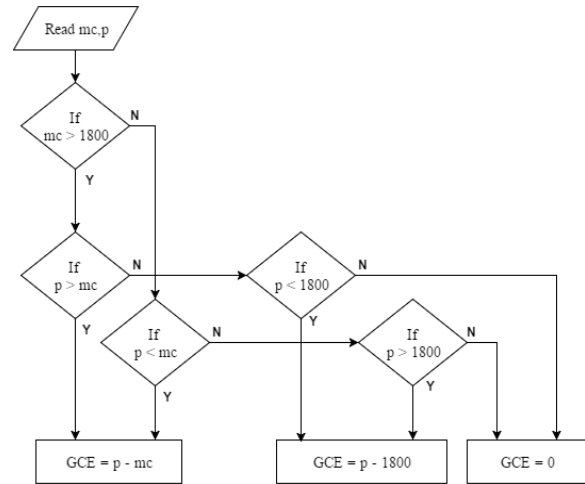 Read mc,p
If
mc > 1800
N
Y
If
p > mc
N
If
p < 1800
N
Y
Y
If
p < mc
N
If
p > 1800
N
Y
Y
GCE = p - mc
GCE = p - 1800
GCE = 0